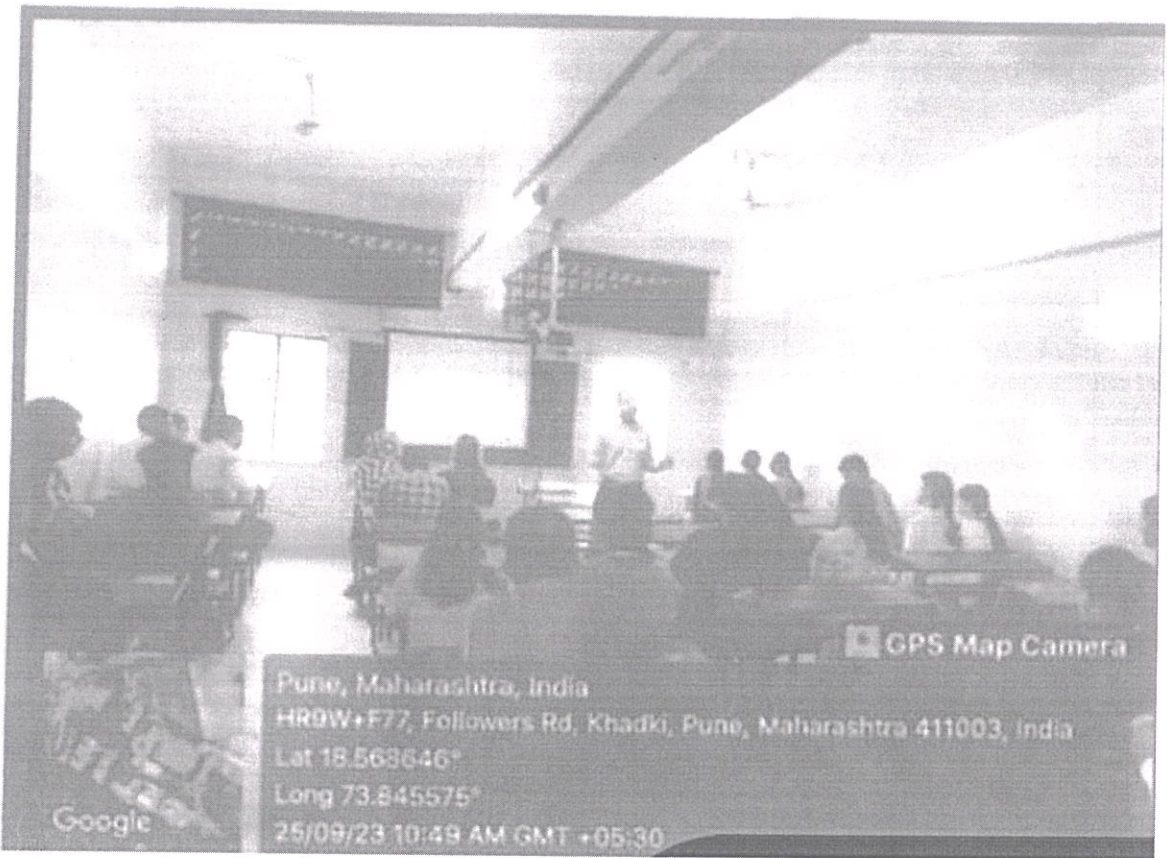 GPS Map Camera
Pune, Maharashtra, India
HR9W+F77, Followers Rd, Khadki, Pune, Maharashtra 411003, India
Lat 18.568646°
Long 73.845575°
25/09/23 10:49 AM GMT +05:30
Google